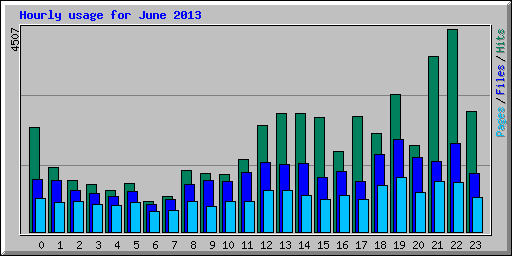 Hourly usage for June 2013
4507
Pages / Files / Hits
0 1 2 3 4 5 6 7 8 9 10 11 12 13 14 15 16 17 18 19 20 21 22 23